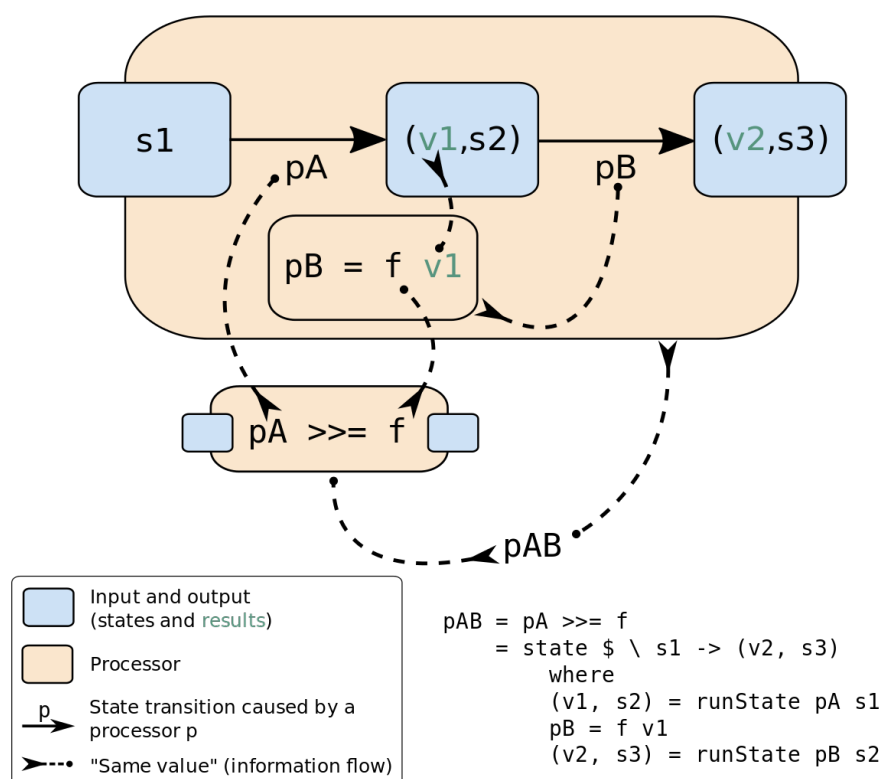 s1
(v1,s2)
(v2,s3)
pA
pB
pB = f v1
pA >>= f
pAB
Input and output
(states and results)
Processor
p
State transition caused by a
processor p
"Same value" (information flow)
pAB = pA >>= f
= state $ \ s1 -> (v2, s3)
where
(v1, s2) = runState pA s1
pB = f v1
(v2, s3) = runState pB s2